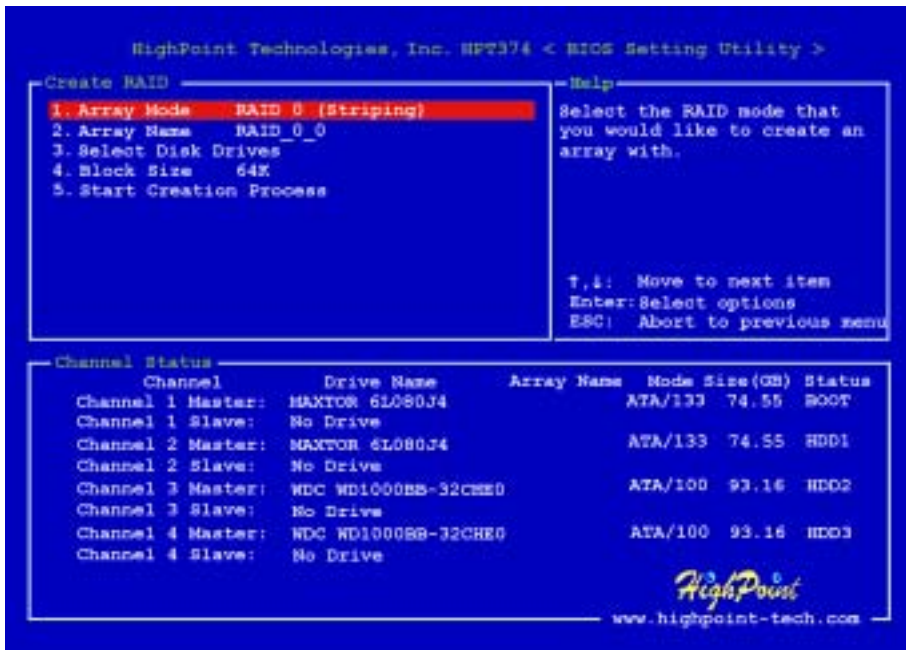 HighPoint Technologies, Inc. HPT374 < BIOS Setting Utility >
Create RAID
1. Array Mode RAID 0 (Striping)
2. Array Name RAID_0_0
3. Select Disk Drives
4. Block Size 64K
5. Start Creation Process
Help
Select the RAID mode that
you would like to create an
array with.
↑,↓: Move to next item
Enter: Select options
ESC: Abort to previous menu
Channel Status
Channel Drive Name Array Name Mode Size(GB) Status
Channel 1 Master: MAXTOR 6L080J4 ATA/133 74.55 BOOT
Channel 1 Slave: No Drive
Channel 2 Master: MAXTOR 6L080J4 ATA/133 74.55 HDD1
Channel 2 Slave: No Drive
Channel 3 Master: WDC WD1000BB-32CHE0 ATA/100 93.16 HDD2
Channel 3 Slave: No Drive
Channel 4 Master: WDC WD1000BB-32CHE0 ATA/100 93.16 HDD3
Channel 4 Slave: No Drive
HighPoint
www.highpoint-tech.com